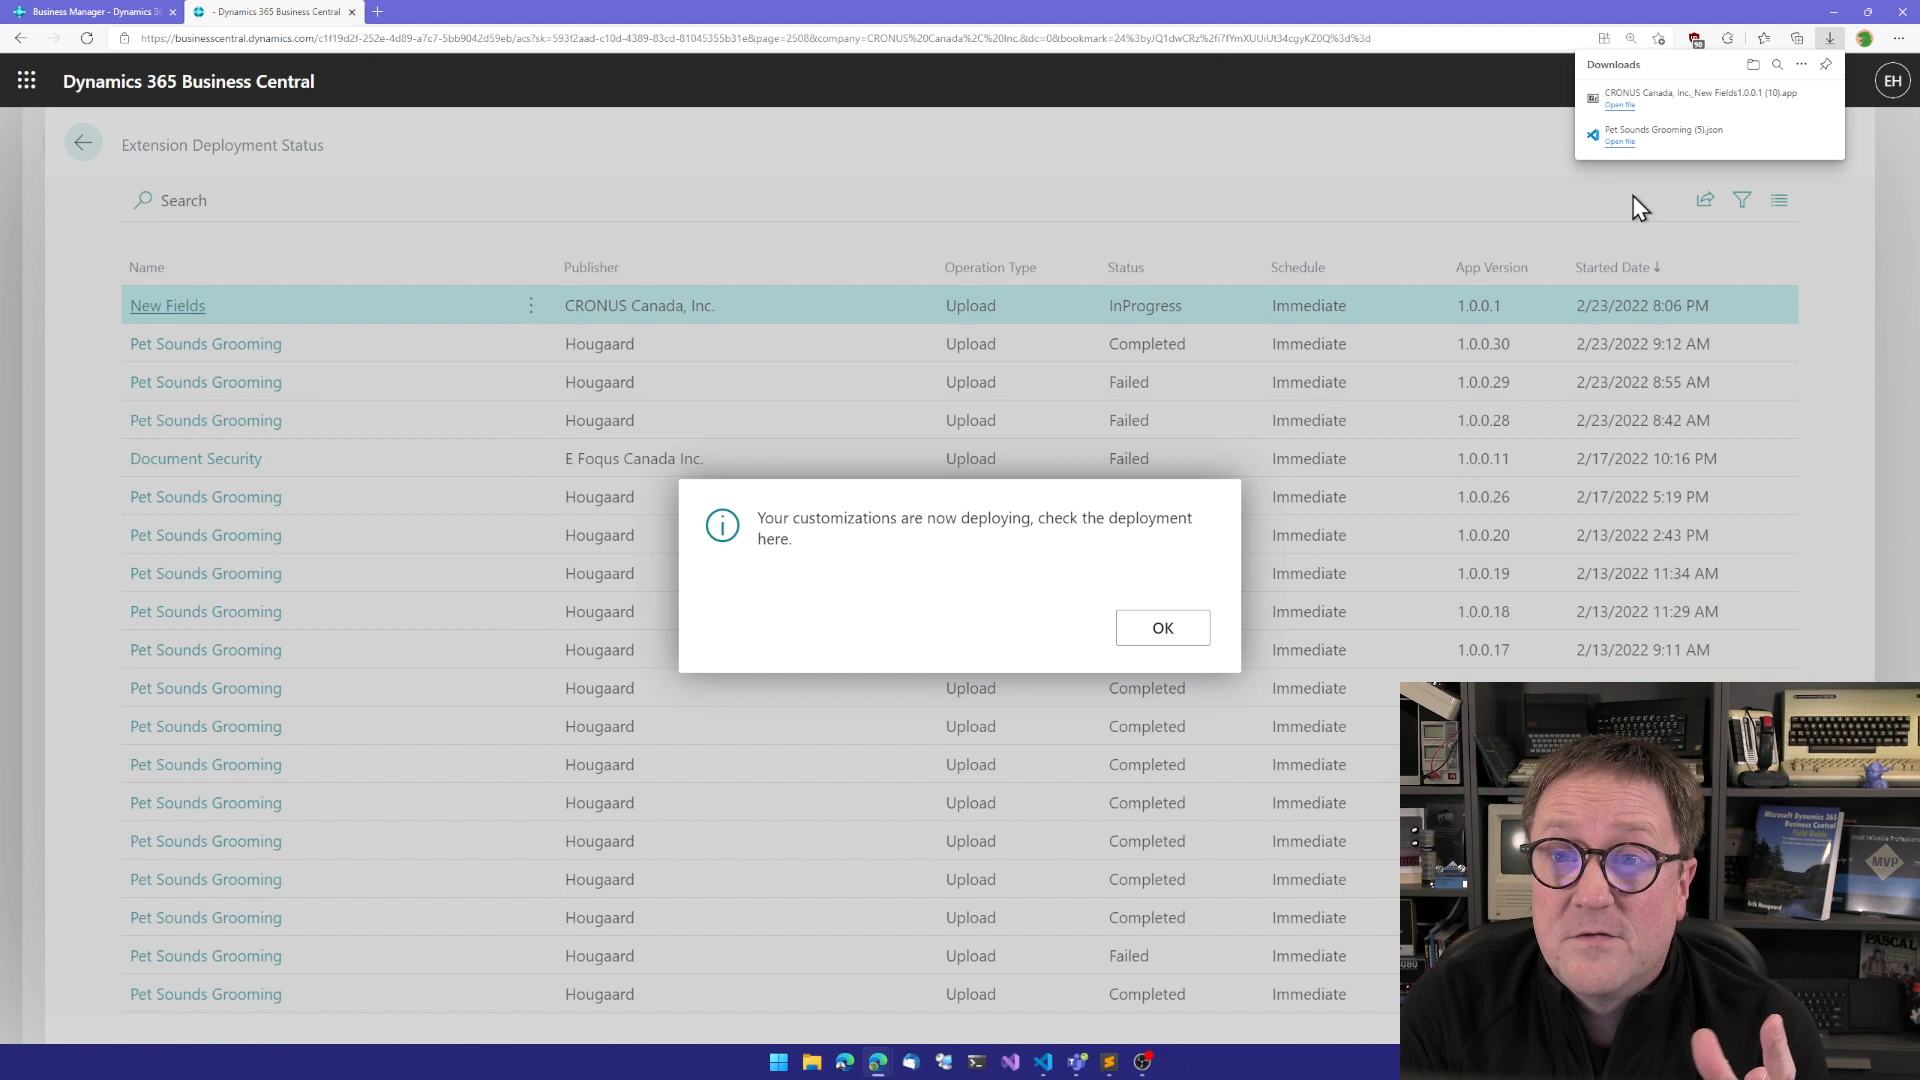 Business Manager - Dynamics 36
- Dynamics 365 Business Central
https://businesscentral.dynamics.com/c1f19d2f-252e-4d89-a7c7-5bb9042d59eb/acs?sk=593f2aad-c10d-4389-83cd-81045355b31e&page=2508&company=CRONUS%20Canada%2C%20Inc.&dc=0&bookmark=24%3byJQ1dwCRz%2fi7fYmXUUiUt34cgyKZ0Q%3d%3d
90
Dynamics 365 Business Central
EH
Downloads
CRONUS Canada, Inc._New Fields1.0.0.1 (10).app
Open file
Pet Sounds Grooming (5).json
Open file
Extension Deployment Status
Search
Name Publisher Operation Type Status Schedule App Version Started Date
New Fields CRONUS Canada, Inc. Upload InProgress Immediate 1.0.0.1 2/23/2022 8:06 PM
Pet Sounds Grooming Hougaard Upload Completed Immediate 1.0.0.30 2/23/2022 9:12 AM
Pet Sounds Grooming Hougaard Upload Failed Immediate 1.0.0.29 2/23/2022 8:55 AM
Pet Sounds Grooming Hougaard Upload Failed Immediate 1.0.0.28 2/23/2022 8:42 AM
Document Security E Foqus Canada Inc. Upload Failed Immediate 1.0.0.11 2/17/2022 10:16 PM
Pet Sounds Grooming Hougaard Immediate 1.0.0.26 2/17/2022 5:19 PM
Pet Sounds Grooming Hougaard Immediate 1.0.0.20 2/13/2022 2:43 PM
Pet Sounds Grooming Hougaard Immediate 1.0.0.19 2/13/2022 11:34 AM
Pet Sounds Grooming Hougaard Immediate 1.0.0.18 2/13/2022 11:29 AM
Pet Sounds Grooming Hougaard Immediate 1.0.0.17 2/13/2022 9:11 AM
Your customizations are now deploying, check the deployment
here.
OK
Pet Sounds Grooming Hougaard Upload Completed Immediate
Pet Sounds Grooming Hougaard Upload Completed Immediate
Pet Sounds Grooming Hougaard Upload Completed Immediate
Pet Sounds Grooming Hougaard Upload Completed Immediate
Pet Sounds Grooming Hougaard Upload Completed Immediate
Pet Sounds Grooming Hougaard Upload Completed Immediate
Pet Sounds Grooming Hougaard Upload Completed Immediate
Pet Sounds Grooming Hougaard Upload Failed Immediate
Pet Sounds Grooming Hougaard Upload Completed Immediate
Microsoft Dynamics 365
Business Central
Field Guide
Erik Hougaard
Most Valuable Professional
MVP
PASCAL